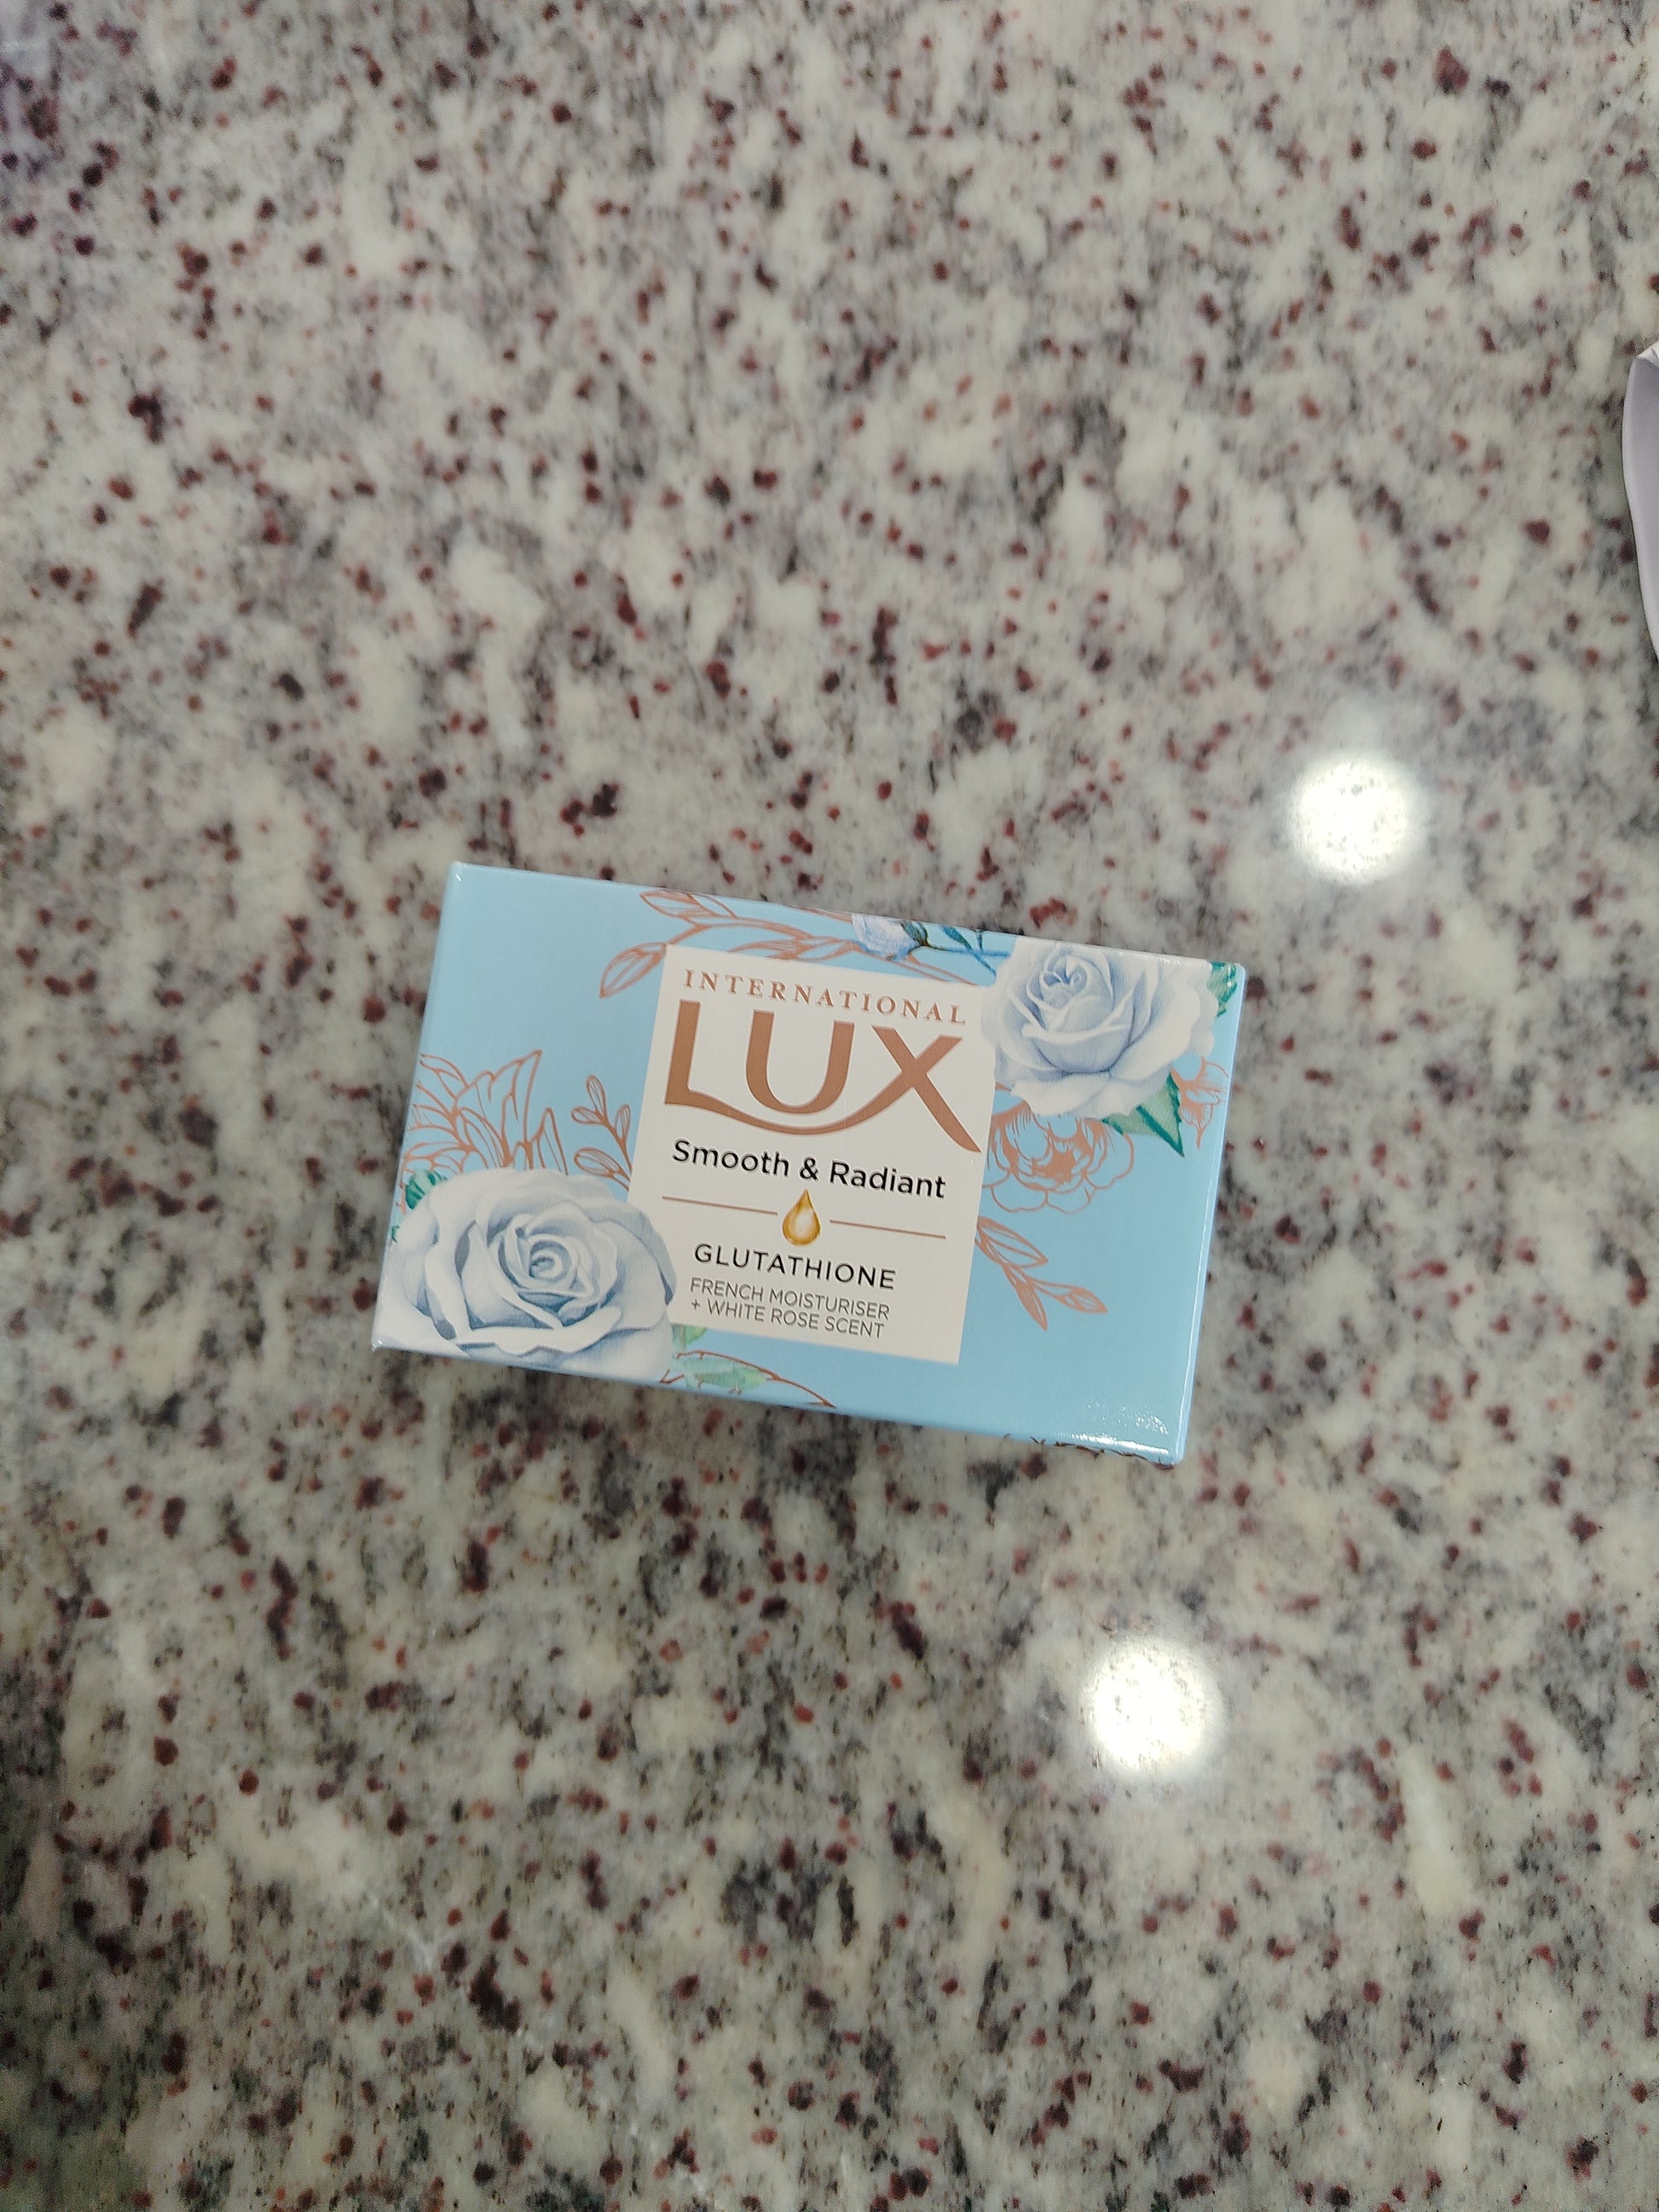 INTERNATIONAL
LUX
Smooth & Radiant
GLUTATHIONE
FRENCH MOISTURISER
+ WHITE ROSE SCENT